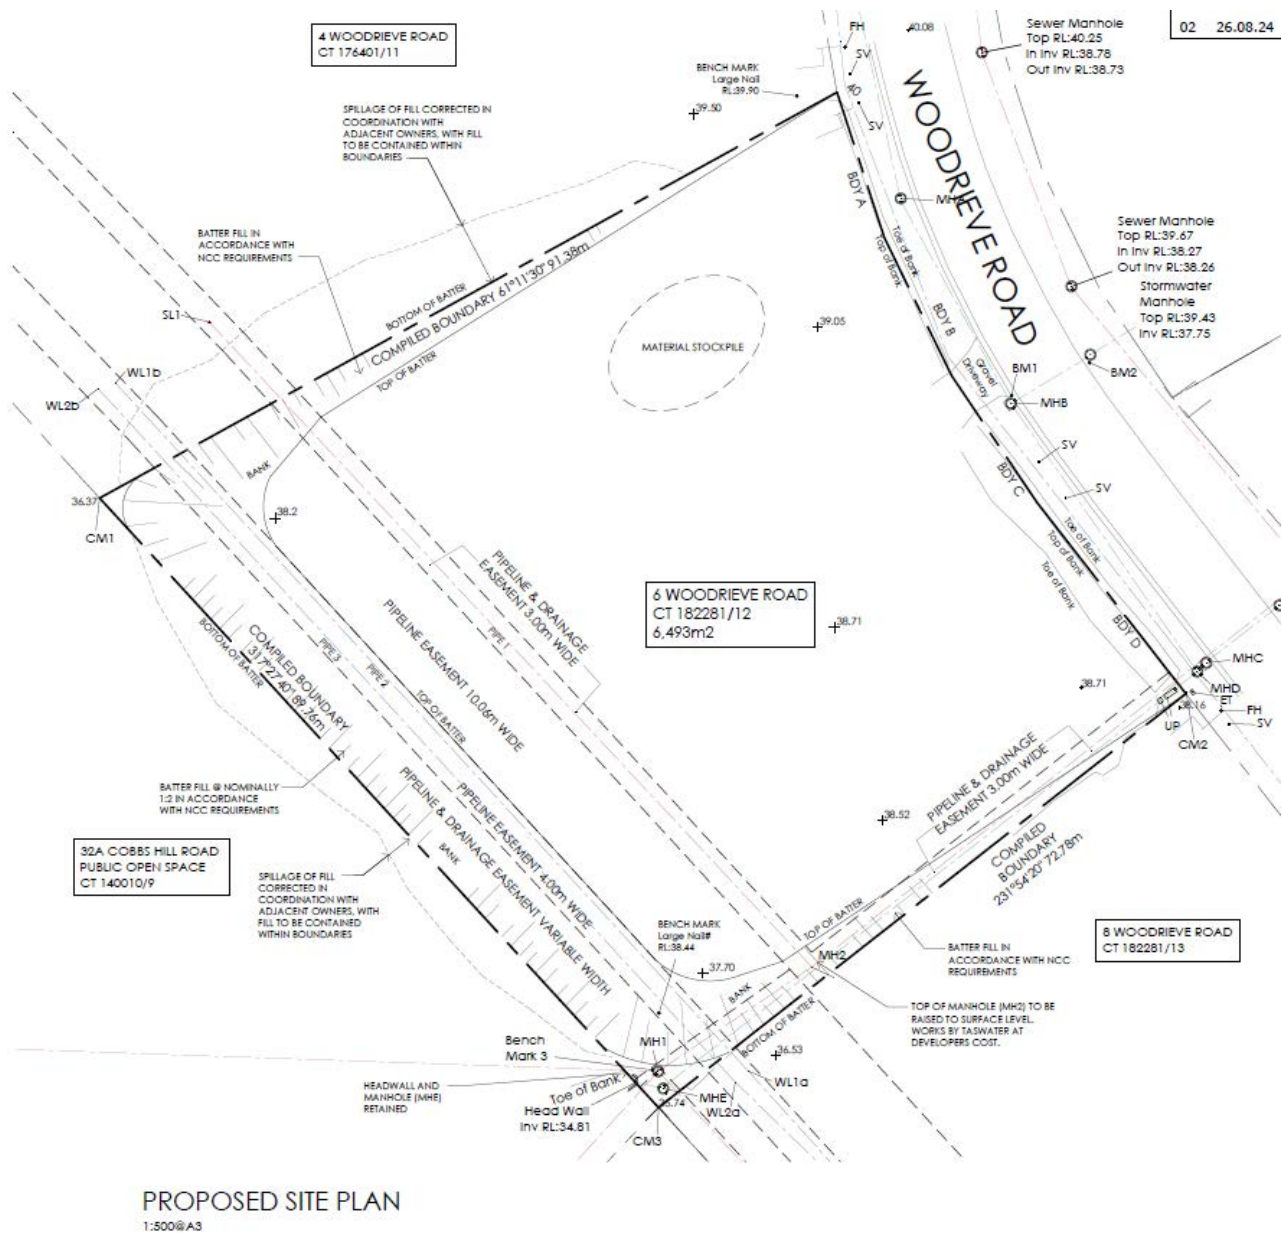 4 WOODRIEVE ROAD
CT 176401/11
02 26.08.24
Sewer Manhole
Top RL:40.25
In Inv RL:38.78
Out Inv RL:38.73
40.08
FH
SV
BENCH MARK
Large Nail
RL:39.90
40
SV
39.50
WOODRIEVE ROAD
SPILLAGE OF FILL CORRECTED IN
COORDINATION WITH
ADJACENT OWNERS, WITH FILL
TO BE CONTAINED WITHIN
BOUNDARIES
BDY A
Toe of Bank
Top of Bank
Sewer Manhole
Top RL:39.67
In Inv RL:38.27
Out Inv RL:38.26
Stormwater
Manhole
Top RL:39.43
Inv RL:37.75
BATTER FILL IN
ACCORDANCE WITH
NCC REQUIREMENTS
BOTTOM OF BATTER
COMPILED BOUNDARY 61°11'30" 91.38m
TOP OF BATTER
SL1
39.05
MATERIAL STOCKPILE
BDY B
Gravel
Driveway
BM1
BM2
MHB
WL1b
WL2b
SV
SV
BANK
BDY C
36.37
CM1
38.2
Toe of Bank
Top of Bank
Toe of Bank
PIPELINE & DRAINAGE
EASEMENT 3.00m WIDE
6 WOODRIEVE ROAD
CT 182281/12
6,493m2
38.71
BDY D
PIPELINE EASEMENT 10.06m WIDE
PIPE 1
PIPE 3
PIPE 2
TOP OF BATTER
COMPILED BOUNDARY
317°27'40" 89.76m
BOTTOM OF BATTER
38.71
MHC
MHD
ET
FH
SV
38.16
UP
CM2
BATTER FILL @ NOMINALLY
1:2 IN ACCORDANCE
WITH NCC REQUIREMENTS
PIPELINE & DRAINAGE
EASEMENT 3.00m WIDE
38.52
COMPILED
BOUNDARY
231°54'20" 72.78m
32A COBBS HILL ROAD
PUBLIC OPEN SPACE
CT 140010/9
BANK
PIPELINE EASEMENT 4.00m WIDE
PIPELINE & DRAINAGE EASEMENT VARIABLE WIDTH
SPILLAGE OF FILL
CORRECTED IN
COORDINATION WITH
ADJACENT OWNERS, WITH
FILL TO BE CONTAINED
WITHIN BOUNDARIES
BENCH MARK
Large Nail#
RL:38.44
TOP OF BATTER
8 WOODRIEVE ROAD
CT 182281/13
BATTER FILL IN
ACCORDANCE WITH NCC
REQUIREMENTS
MH2
37.70
BANK
BOTTOM OF BATTER
TOP OF MANHOLE (MH2) TO BE
RAISED TO SURFACE LEVEL.
WORKS BY TASWATER AT
DEVELOPERS COST.
Bench
Mark 3
MH1
36.53
HEADWALL AND
MANHOLE (MHE)
RETAINED
Toe of Bank
Head Wall
Inv RL:34.81
MHE
WL1a
WL2a
CM3
PROPOSED SITE PLAN
1:500@A3